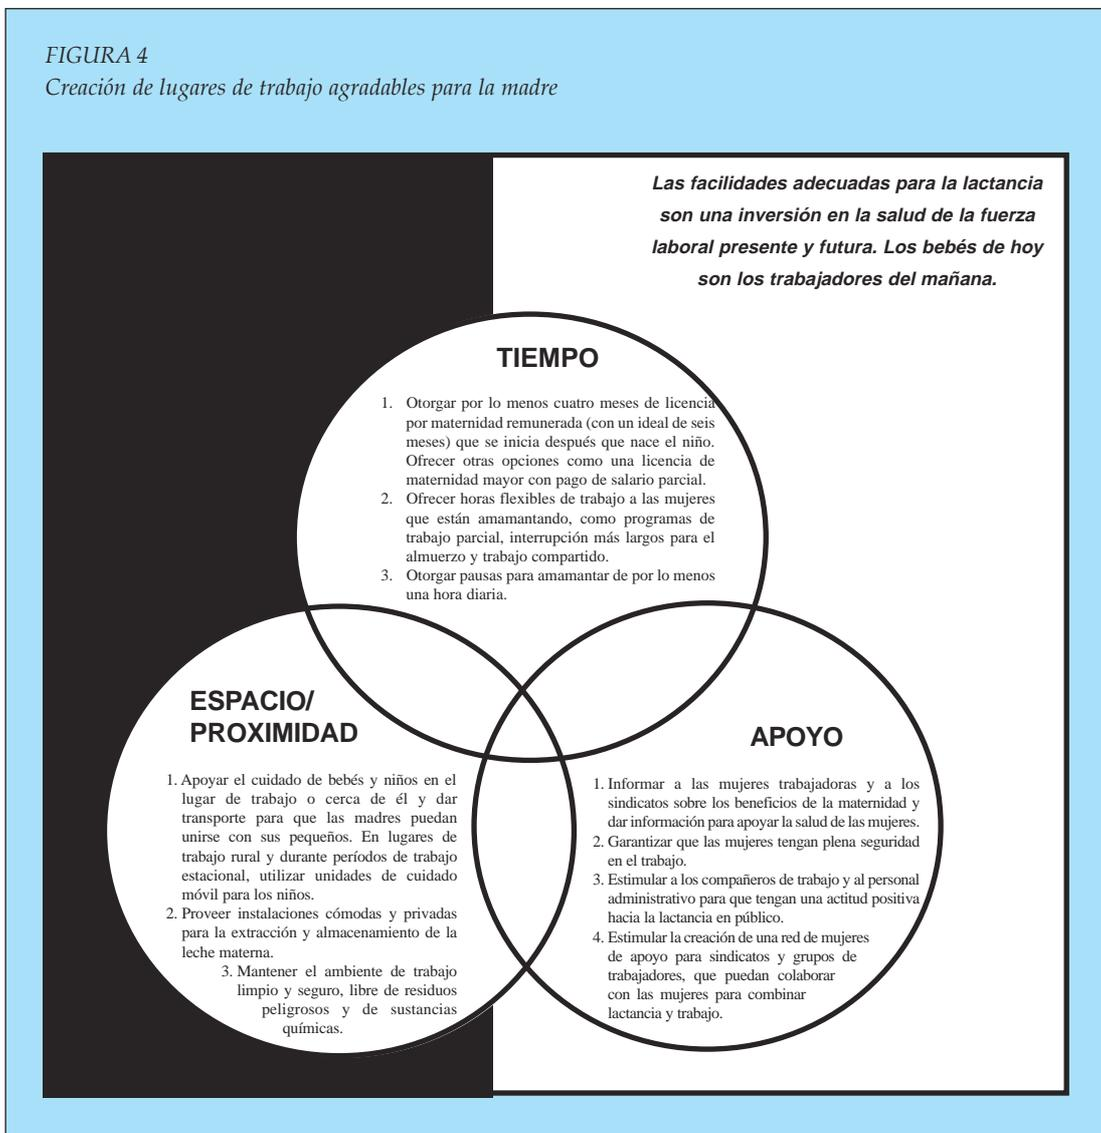 FIGURA 4
Creación de lugares de trabajo agradables para la madre
Las facilidades adecuadas para la lactancia
son una inversión en la salud de la fuerza
laboral presente y futura. Los bebés de hoy
son los trabajadores del mañana.
TIEMPO
1. Otorgar por lo menos cuatro meses de licencia
por maternidad remunerada (con un ideal de seis
meses) que se inicia después que nace el niño.
Ofrecer otras opciones como una licencia de
maternidad mayor con pago de salario parcial.
2. Ofrecer horas flexibles de trabajo a las mujeres
que están amamantando, como programas de
trabajo parcial, interrupción más largos para el
almuerzo y trabajo compartido.
3. Otorgar pausas para amamantar de por lo menos
una hora diaria.
ESPACIO/
PROXIMIDAD
1. Apoyar el cuidado de bebés y niños en el
lugar de trabajo o cerca de él y dar
transporte para que las madres puedan
unirse con sus pequeños. En lugares de
trabajo rural y durante períodos de trabajo
estacional, utilizar unidades de cuidado
móvil para los niños.
2. Proveer instalaciones cómodas y privadas
para la extracción y almacenamiento de la
leche materna.
3. Mantener el ambiente de trabajo
limpio y seguro, libre de residuos
peligrosos y de sustancias
químicas.
APOYO
1. Informar a las mujeres trabajadoras y a los
sindicatos sobre los beneficios de la maternidad y
dar información para apoyar la salud de las mujeres.
2. Garantizar que las mujeres tengan plena seguridad
en el trabajo.
3. Estimular a los compañeros de trabajo y al personal
administrativo para que tengan una actitud positiva
hacia la lactancia en público.
4. Estimular la creación de una red de mujeres
de apoyo para sindicatos y grupos de
trabajadores, que puedan colaborar
con las mujeres para combinar
lactancia y trabajo.